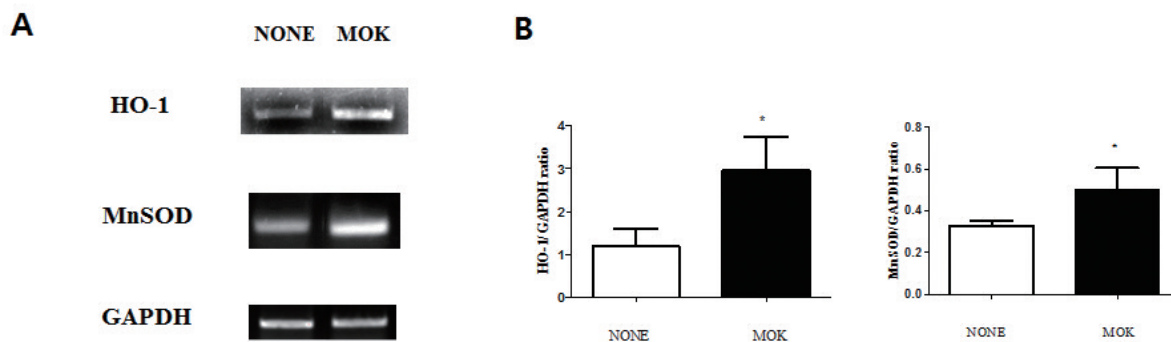 A
NONE MOK
HO-1
MnSOD
GAPDH
B
HO-1/ GAPDH ratio
4
3
2
1
0
*
NONE MOK
MnSOD/GAPDH ratio
0.8
0.6
0.4
0.2
0.0
*
NONE MOK